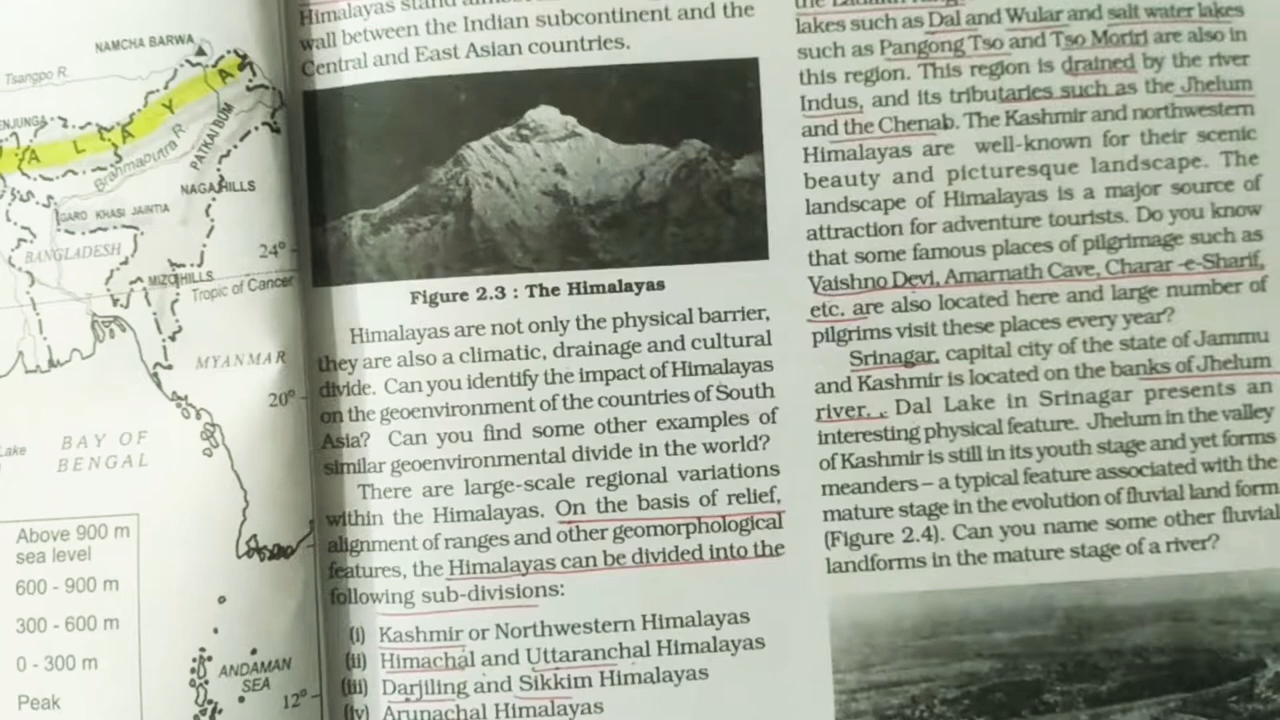 NAMCHA BARWA
Tsangpo R.
A L A Y A
Brahmaputra R.
PATKAI BUM
NAGA HILLS
GARO KHASI JAINTIA
BANGLADESH
24°
MIZO HILLS
Tropic of Cancer
MYANMAR
20°
Lake
BAY OF
BENGAL
Above 900 m
sea level
600 - 900 m
300 - 600 m
0 - 300 m
Peak
ANDAMAN
SEA
12°
Himalayas stand
wall between the Indian subcontinent and the
Central and East Asian countries.
Figure 2.3 : The Himalayas
Himalayas are not only the physical barrier,
they are also a climatic, drainage and cultural
divide. Can you identify the impact of Himalayas
on the geoenvironment of the countries of South
Asia? Can you find some other examples of
similar geoenvironmental divide in the world?
There are large-scale regional variations
within the Himalayas. On the basis of relief,
alignment of ranges and other geomorphological
features, the Himalayas can be divided into the
following sub-divisions:
(i) Kashmir or Northwestern Himalayas
(ii) Himachal and Uttaranchal Himalayas
(iii) Darjiling and Sikkim Himalayas
(iv) Arunachal Himalayas
lakes such as Dal and Wular and salt water lakes
such as Pangong Tso and Tso Moriri are also in
this region. This region is drained by the river
Indus, and its tributaries such as the Jhelum
and the Chenab. The Kashmir and northwestern
Himalayas are well-known for their scenic
beauty and picturesque landscape. The
landscape of Himalayas is a major source of
attraction for adventure tourists. Do you know
that some famous places of pilgrimage such as
Vaishno Devi, Amarnath Cave, Charar -e-Sharif,
etc. are also located here and large number of
pilgrims visit these places every year?
Srinagar, capital city of the state of Jammu
and Kashmir is located on the banks of Jhelum
river. Dal Lake in Srinagar presents an
interesting physical feature. Jhelum in the valley
of Kashmir is still in its youth stage and yet forms
meanders – a typical feature associated with the
mature stage in the evolution of fluvial land form
(Figure 2.4). Can you name some other fluvial
landforms in the mature stage of a river?